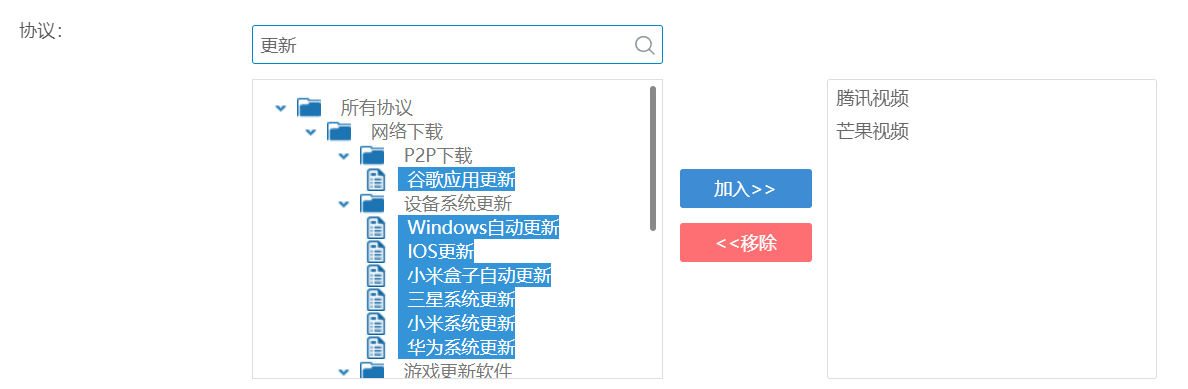 协议：
更新
所有协议
网络下载
P2P下载
谷歌应用更新
设备系统更新
Windows自动更新
IOS更新
小米盒子自动更新
三星系统更新
小米系统更新
华为系统更新
游戏更新软件
加入>>
<<移除
腾讯视频
芒果视频